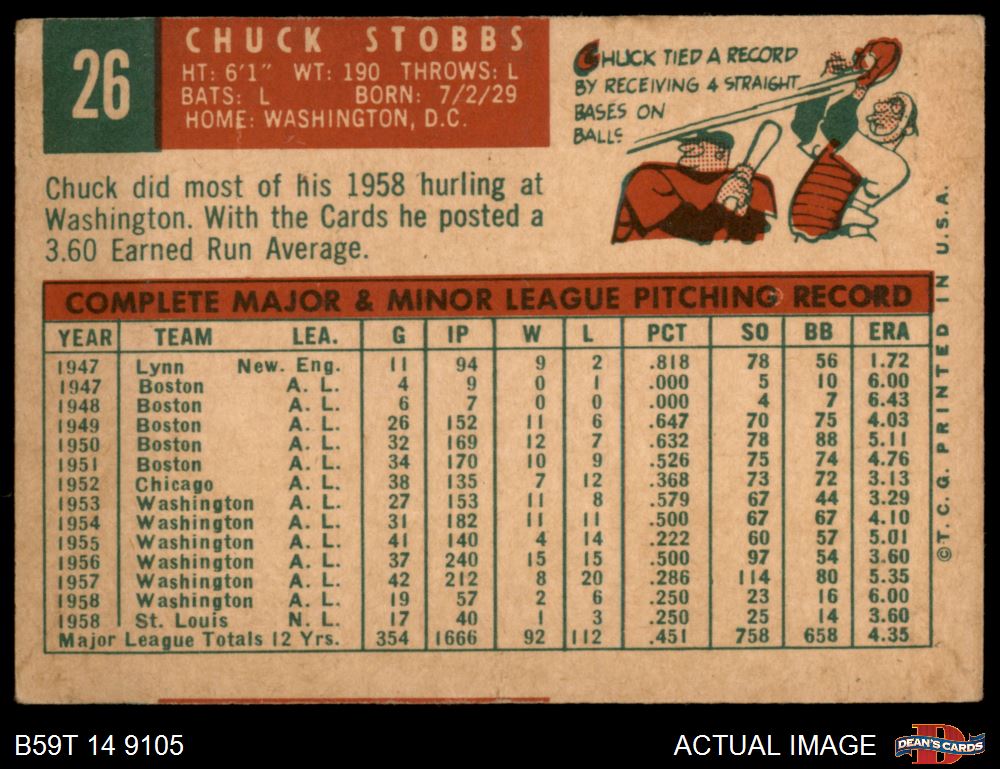 26
CHUCK STOBBS
HT: 6'1" WT: 190 THROWS: L
BATS: L BORN: 7/2/29
HOME: WASHINGTON, D.C.
CHUCK TIED A RECORD
BY RECEIVING 4 STRAIGHT
BASES ON
BALLS
Chuck did most of his 1958 hurling at
Washington. With the Cards he posted a
3.60 Earned Run Average.
COMPLETE MAJOR & MINOR LEAGUE PITCHING RECORD
YEAR TEAM LEA. G IP W L PCT SO BB ERA
1947 Lynn New. Eng. 11 94 9 2 .818 78 56 1.72
1947 Boston A. L. 4 9 0 1 .000 5 10 6.00
1948 Boston A. L. 6 7 0 0 .000 4 7 6.43
1949 Boston A. L. 26 152 11 6 .647 70 75 4.03
1950 Boston A. L. 32 169 12 7 .632 78 88 5.11
1951 Boston A. L. 34 170 10 9 .526 75 74 4.76
1952 Chicago A. L. 38 135 7 12 .368 73 72 3.13
1953 Washington A. L. 27 153 11 8 .579 67 44 3.29
1954 Washington A. L. 31 182 11 11 .500 67 67 4.10
1955 Washington A. L. 41 140 4 14 .222 60 57 5.01
1956 Washington A. L. 37 240 15 15 .500 97 54 3.60
1957 Washington A. L. 42 212 8 20 .286 114 80 5.35
1958 Washington A. L. 19 57 2 6 .250 23 16 6.00
1958 St. Louis N. L. 17 40 1 3 .250 25 14 3.60
Major League Totals 12 Yrs. 354 1666 92 112 .451 758 658 4.35
©T. C. G. PRINTED IN U.S.A.
B59T 14 9105
ACTUAL IMAGE
D
DEAN'S CARDS